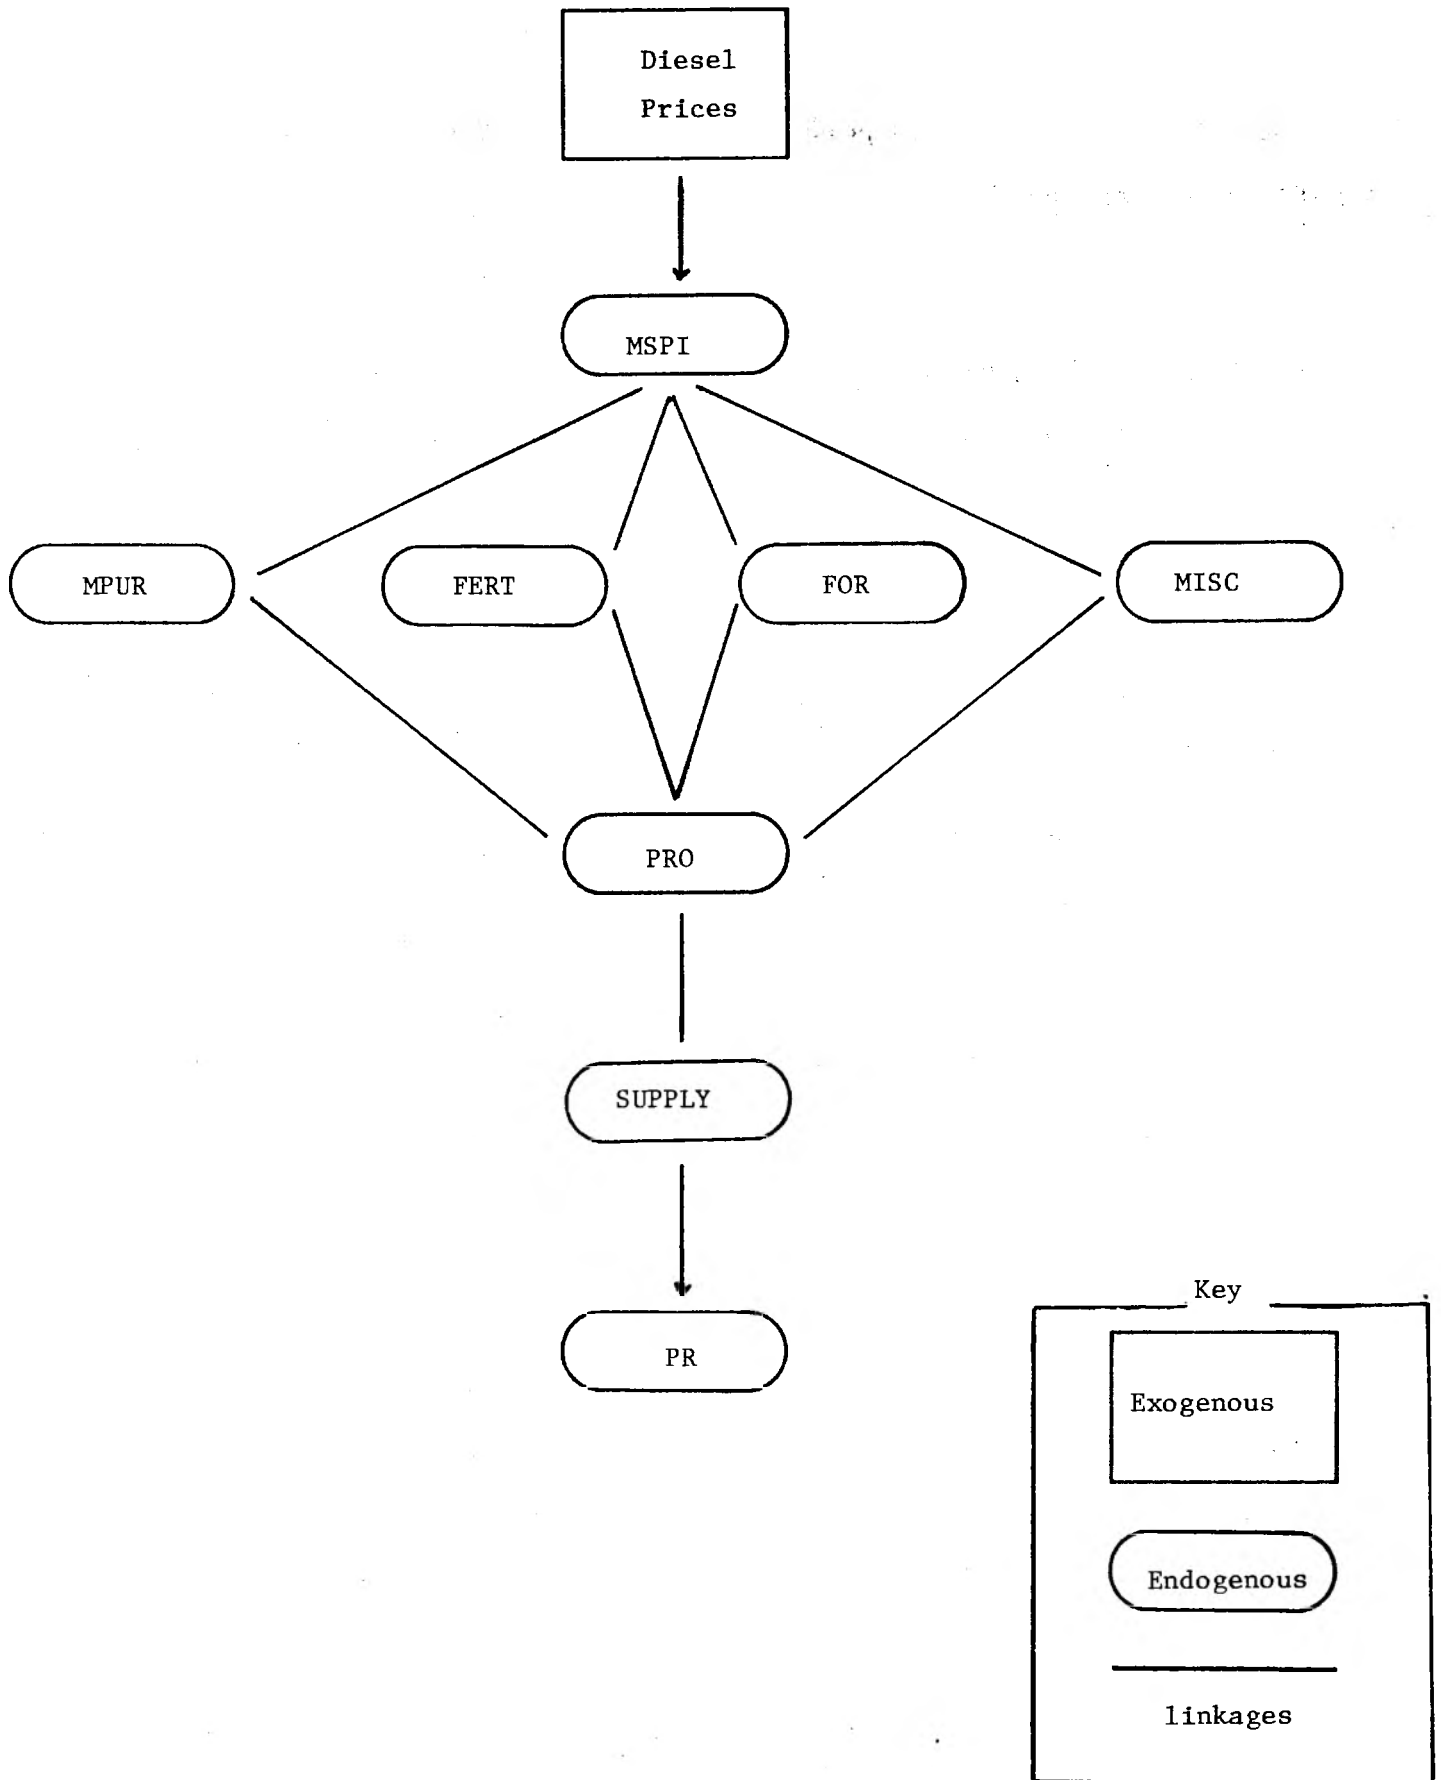 Diesel
Prices
MSPI
MPUR
FERT
FOR
MISC
PRO
SUPPLY
PR
Key
Exogenous
Endogenous
linkages